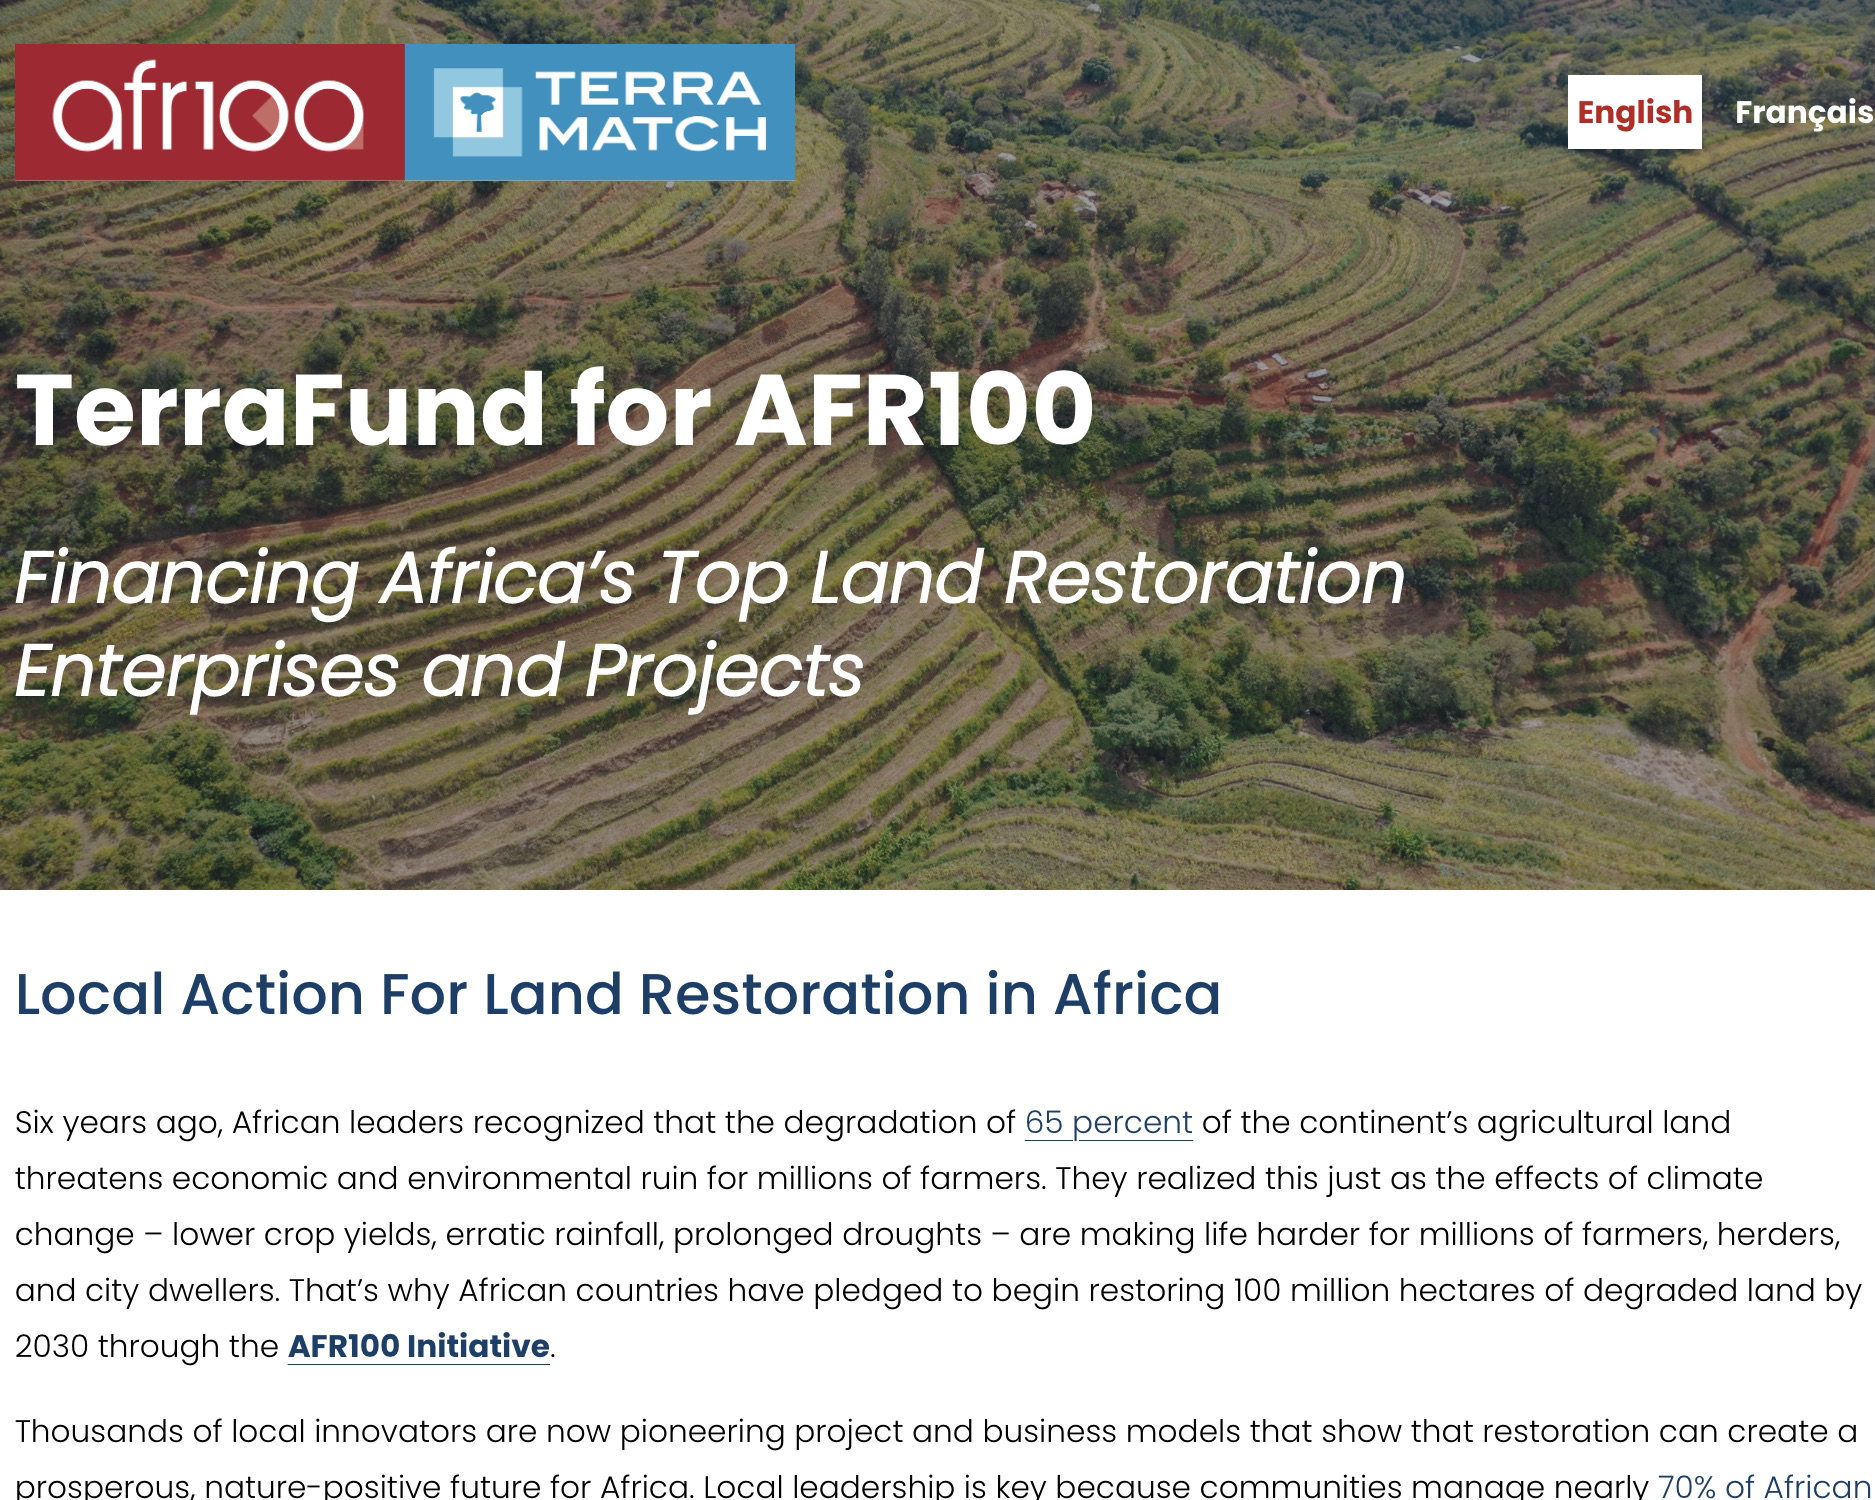 afr100
TERRA
MATCH
English
Français
TerraFund for AFR100
Financing Africa’s Top Land Restoration
Enterprises and Projects
Local Action For Land Restoration in Africa
Six years ago, African leaders recognized that the degradation of 65 percent of the continent’s agricultural land
threatens economic and environmental ruin for millions of farmers. They realized this just as the effects of climate
change – lower crop yields, erratic rainfall, prolonged droughts – are making life harder for millions of farmers, herders,
and city dwellers. That’s why African countries have pledged to begin restoring 100 million hectares of degraded land by
2030 through the AFR100 Initiative.
Thousands of local innovators are now pioneering project and business models that show that restoration can create a
prosperous, nature-positive future for Africa. Local leadership is key because communities manage nearly 70% of African